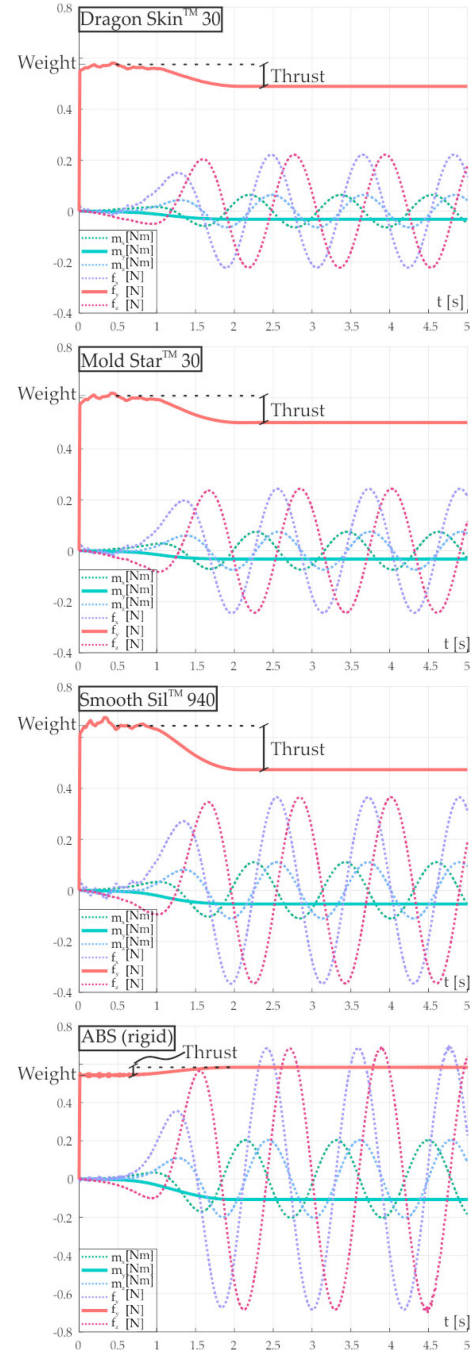 Dragon Skin™ 30
0.8
Weight
0.6
Thrust
0.4
0.2
0
-0.2
-0.4
mₓ[Nm]
mᵧ[Nm]
m_z[Nm]
fₓ [N]
fᵧ [N]
f_z [N]
t [s]
0 0.5 1 1.5 2 2.5 3 3.5 4 4.5 5
Mold Star™ 30
0.8
Weight
Thrust
0.4
0.2
0
-0.2
-0.4
mₓ[Nm]
mᵧ[Nm]
m_z[Nm]
fₓ [N]
fᵧ [N]
f_z [N]
t [s]
0 0.5 1 1.5 2 2.5 3 3.5 4 4.5 5
Smooth Sil™ 940
0.8
Weight
Thrust
0.4
0.2
0
-0.2
-0.4
mₓ[Nm]
mᵧ[Nm]
m_z[Nm]
fₓ [N]
fᵧ [N]
f_z [N]
t [s]
0 0.5 1 1.5 2 2.5 3 3.5 4 4.5 5
ABS (rigid)
0.8
Thrust
Weight
0.4
0.2
0
-0.2
-0.4
-0.6
-0.8
mₓ[Nm]
mᵧ[Nm]
m_z[Nm]
fₓ [N]
fᵧ [N]
f_z [N]
t [s]
0 0.5 1 1.5 2 2.5 3 3.5 4 4.5 5